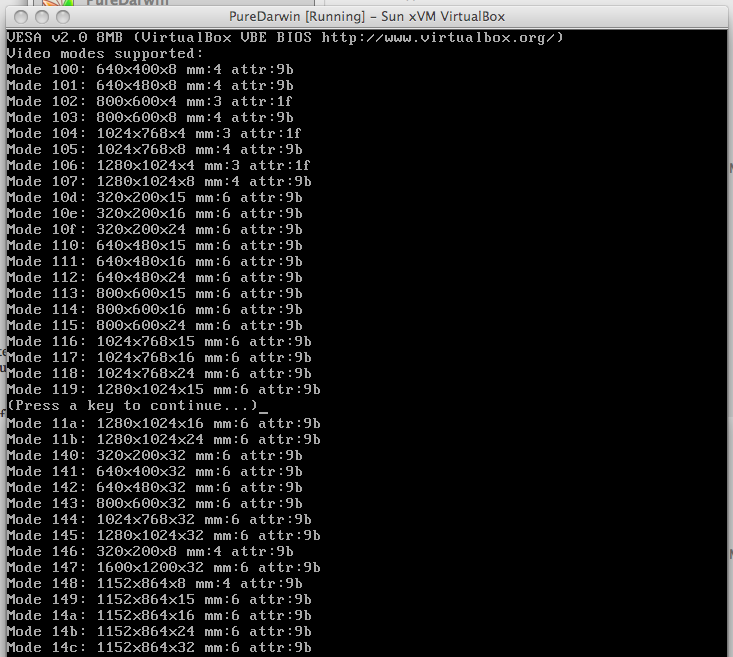 PureDarwin
PureDarwin [Running] – Sun xVM VirtualBox
VESA v2.0 8MB (VirtualBox VBE BIOS http://www.virtualbox.org/)
Video modes supported:
Mode 100: 640x400x8 mm:4 attr:9b
Mode 101: 640x480x8 mm:4 attr:9b
Mode 102: 800x600x4 mm:3 attr:1f
Mode 103: 800x600x8 mm:4 attr:9b
Mode 104: 1024x768x4 mm:3 attr:1f
Mode 105: 1024x768x8 mm:4 attr:9b
Mode 106: 1280x1024x4 mm:3 attr:1f
Mode 107: 1280x1024x8 mm:4 attr:9b
Mode 10d: 320x200x15 mm:6 attr:9b
Mode 10e: 320x200x16 mm:6 attr:9b
Mode 10f: 320x200x24 mm:6 attr:9b
Mode 110: 640x480x15 mm:6 attr:9b
Mode 111: 640x480x16 mm:6 attr:9b
Mode 112: 640x480x24 mm:6 attr:9b
Mode 113: 800x600x15 mm:6 attr:9b
Mode 114: 800x600x16 mm:6 attr:9b
Mode 115: 800x600x24 mm:6 attr:9b
Mode 116: 1024x768x15 mm:6 attr:9b
Mode 117: 1024x768x16 mm:6 attr:9b
Mode 118: 1024x768x24 mm:6 attr:9b
Mode 119: 1280x1024x15 mm:6 attr:9b
(Press a key to continue...)_
Mode 11a: 1280x1024x16 mm:6 attr:9b
Mode 11b: 1280x1024x24 mm:6 attr:9b
Mode 140: 320x200x32 mm:6 attr:9b
Mode 141: 640x400x32 mm:6 attr:9b
Mode 142: 640x480x32 mm:6 attr:9b
Mode 143: 800x600x32 mm:6 attr:9b
Mode 144: 1024x768x32 mm:6 attr:9b
Mode 145: 1280x1024x32 mm:6 attr:9b
Mode 146: 320x200x8 mm:4 attr:9b
Mode 147: 1600x1200x32 mm:6 attr:9b
Mode 148: 1152x864x8 mm:4 attr:9b
Mode 149: 1152x864x15 mm:6 attr:9b
Mode 14a: 1152x864x16 mm:6 attr:9b
Mode 14b: 1152x864x24 mm:6 attr:9b
Mode 14c: 1152x864x32 mm:6 attr:9b